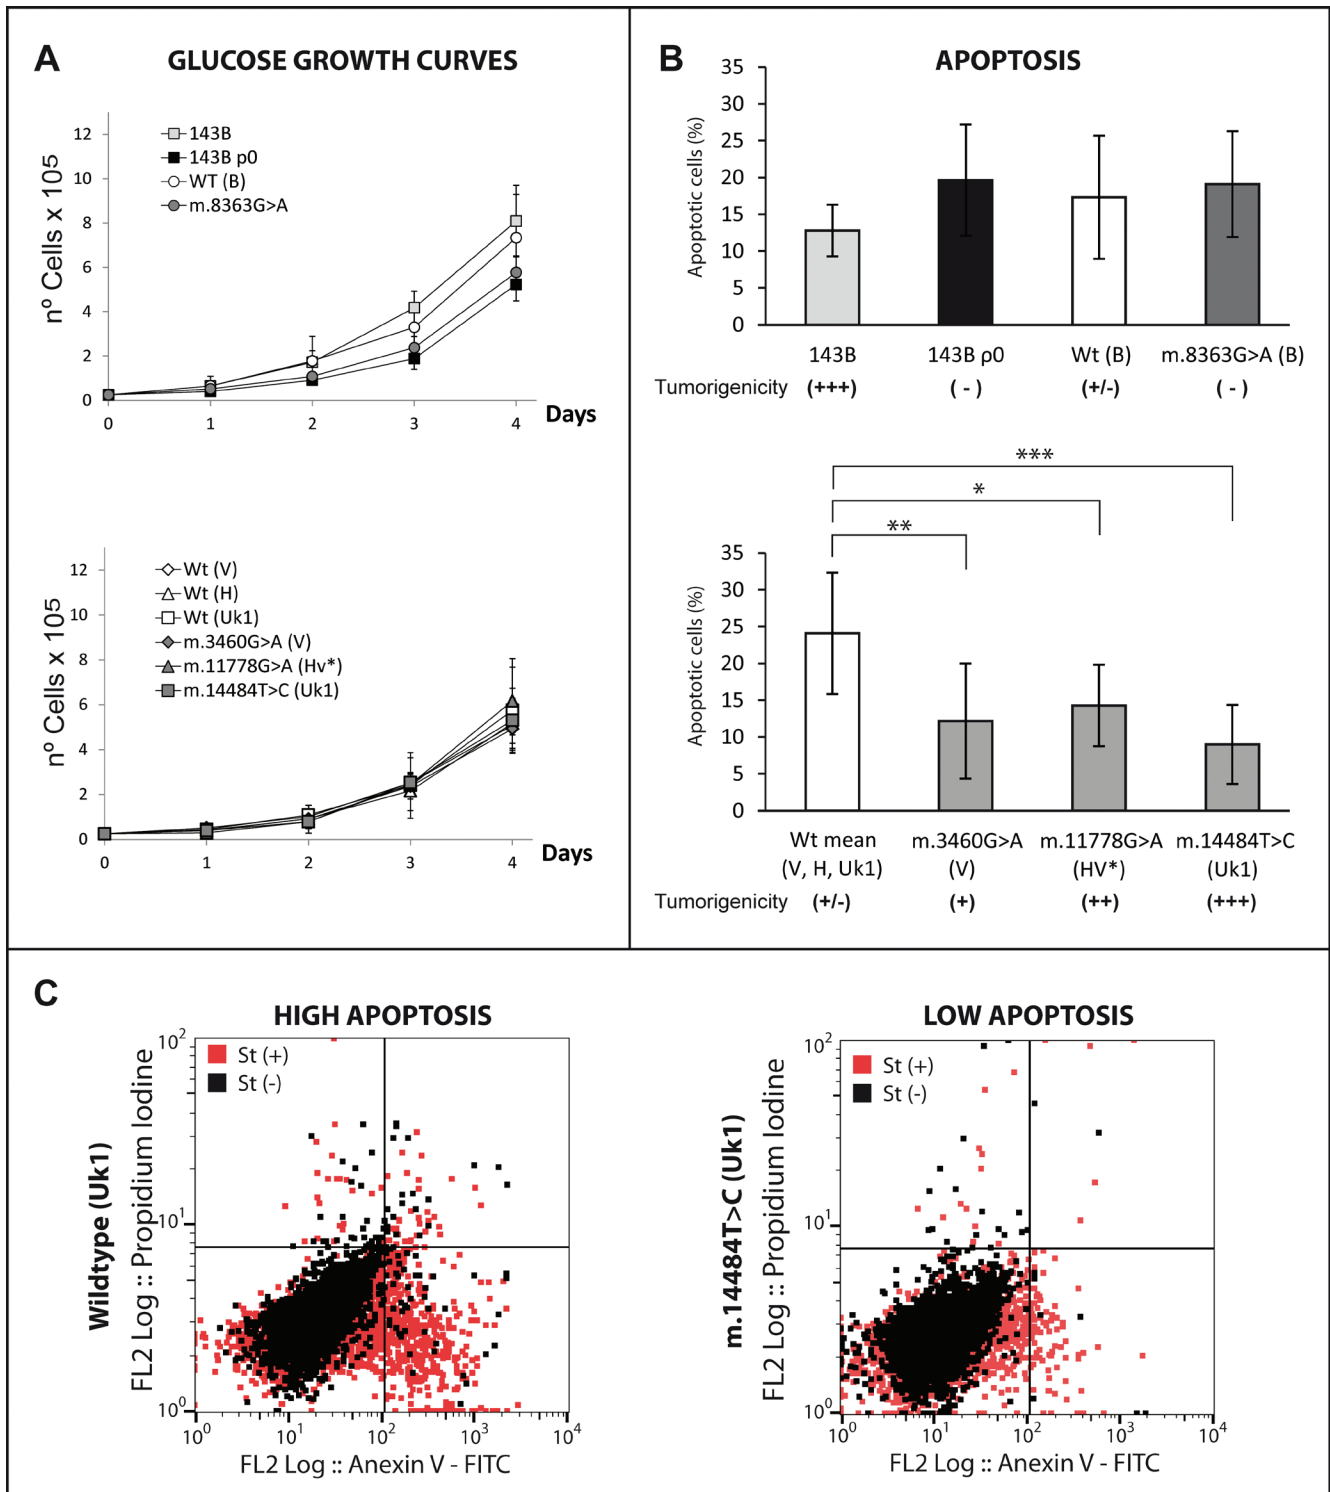 A
GLUCOSE GROWTH CURVES
nº Cells x 105
12
10
8
6
4
2
0
143B
143B p0
WT (B)
m.8363G>A
0 1 2 3 4
Days
nº Cells x 105
12
10
8
6
4
2
0
Wt (V)
Wt (H)
Wt (Uk1)
m.3460G>A (V)
m.11778G>A (Hv*)
m.14484T>C (Uk1)
0 1 2 3 4
Days
B
APOPTOSIS
Apoptotic cells (%)
35
30
25
20
15
10
5
0
143B 143B ρ0 Wt (B) m.8363G>A (B)
Tumorigenicity (+++) ( - ) (+/-) ( - )
***
*
**
Apoptotic cells (%)
35
30
25
20
15
10
5
0
Wt mean m.3460G>A m.11778G>A m.14484T>C
(V, H, Uk1) (V) (HV*) (Uk1)
Tumorigenicity (+/-) (+) (++) (+++)
C
HIGH APOPTOSIS
Wildtype (Uk1)
FL2 Log :: Propidium Iodine
10²
10¹
10⁰
St (+)
St (-)
10⁰ 10¹ 10² 10³ 10⁴
FL2 Log :: Anexin V - FITC
LOW APOPTOSIS
m.14484T>C (Uk1)
FL2 Log :: Propidium Iodine
10²
10¹
10⁰
St (+)
St (-)
10⁰ 10¹ 10² 10³ 10⁴
FL2 Log :: Anexin V - FITC